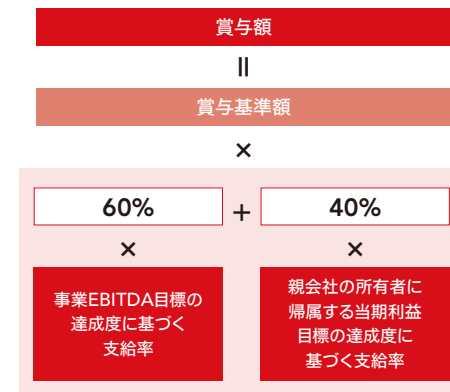 賞与額
=
賞与基準額
×
60% + 40%
× ×
事業EBITDA目標の
達成度に基づく
支給率
親会社の所有者に
帰属する当期利益
目標の達成度に
基づく支給率